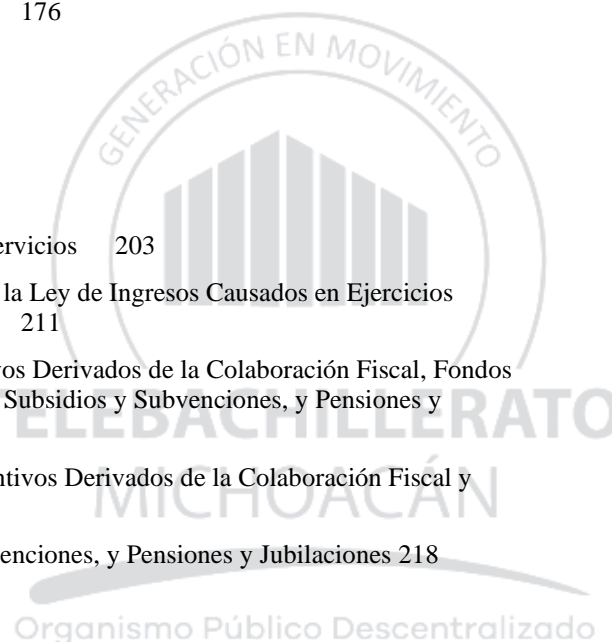 176
GENERACIÓN EN MOVIMIENTO
ervicios 203
la Ley de Ingresos Causados en Ejercicios
211
vos Derivados de la Colaboración Fiscal, Fondos
Subsidios y Subvenciones, y Pensiones y
ELEBACHILLERATO
ntivos Derivados de la Colaboración Fiscal y
MICHOACÁN
enciones, y Pensiones y Jubilaciones 218
Organismo Público Descentralizado